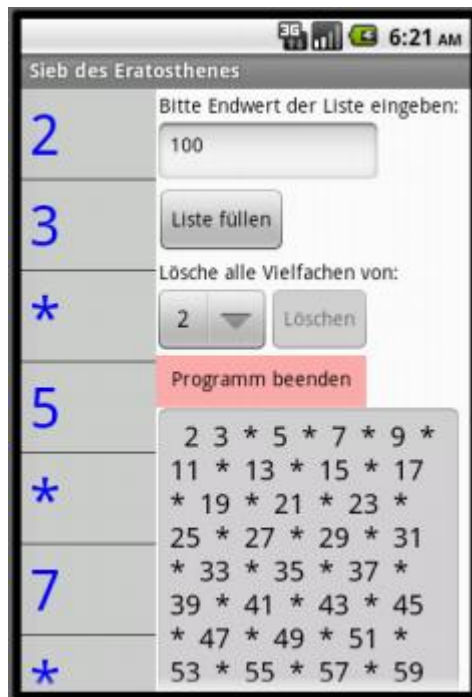 3G 6:21 AM
Sieb des Eratosthenes
2
3
*
5
*
7
*
Bitte Endwert der Liste eingeben:
100
Liste füllen
Lösche alle Vielfachen von:
2 Löschen
Programm beenden
2 3 * 5 * 7 * 9 *
11 * 13 * 15 * 17
* 19 * 21 * 23 *
25 * 27 * 29 * 31
* 33 * 35 * 37 *
39 * 41 * 43 * 45
* 47 * 49 * 51 *
53 * 55 * 57 * 59